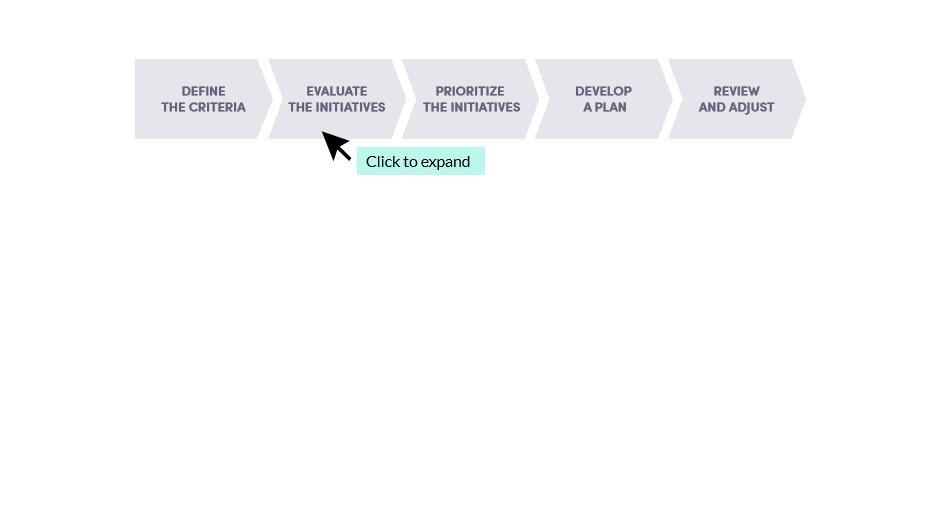 DEFINE
THE CRITERIA
EVALUATE
THE INITIATIVES
PRIORITIZE
THE INITIATIVES
DEVELOP
A PLAN
REVIEW
AND ADJUST
Click to expand